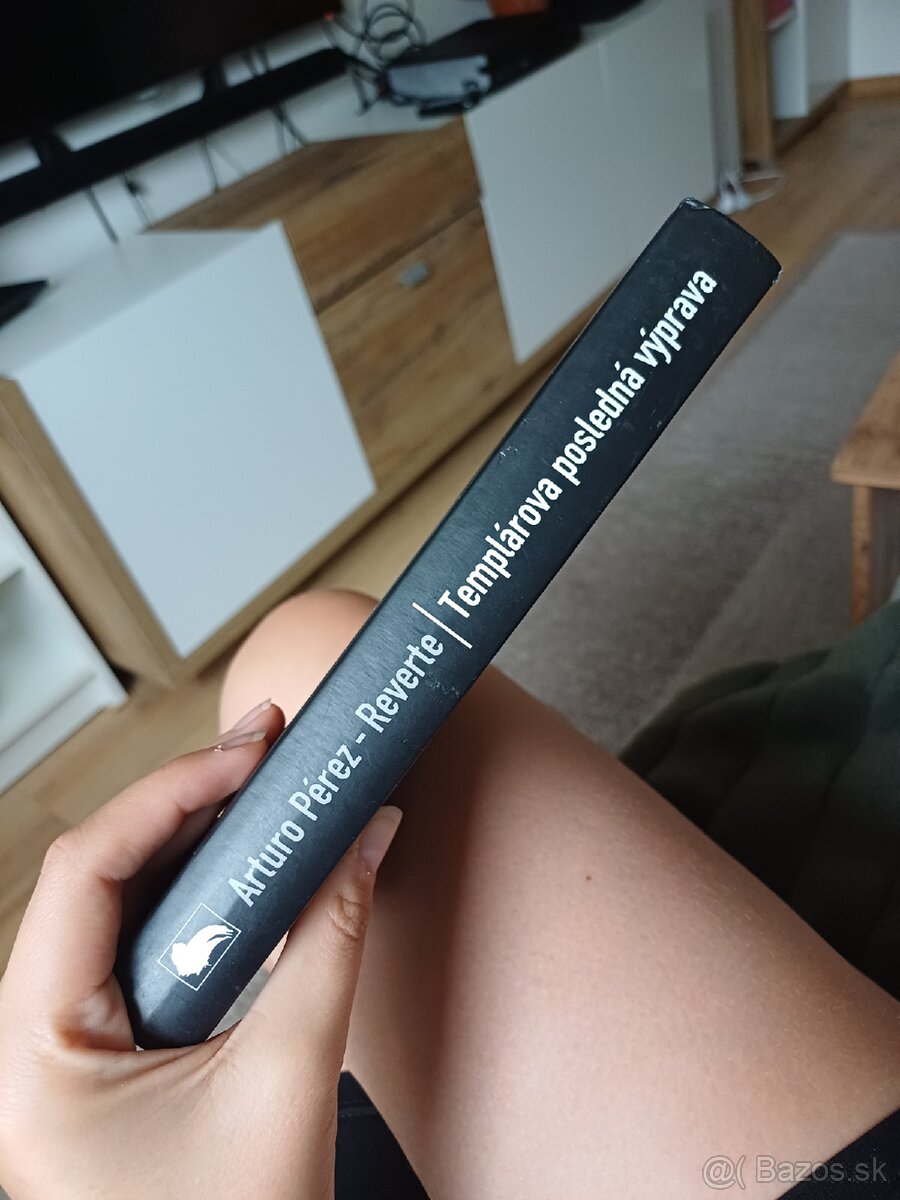 Arturo Pérez - Reverte | Templárova posledná výprava
@( Bazos.sk